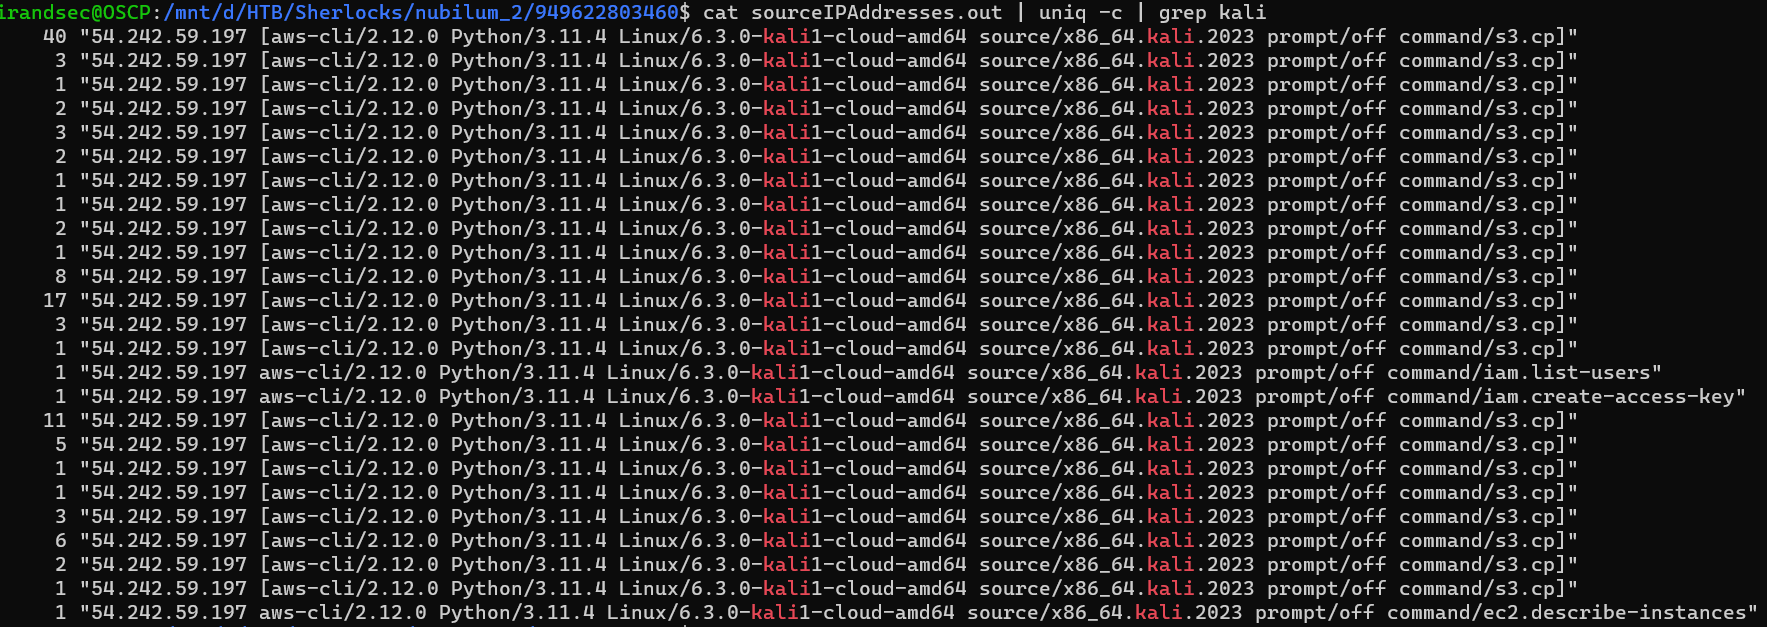 irandsec@OSCP:/mnt/d/HTB/Sherlocks/nubilum_2/949622803460$ cat sourceIPAddresses.out | uniq -c | grep kali
40 "54.242.59.197 [aws-cli/2.12.0 Python/3.11.4 Linux/6.3.0-kali1-cloud-amd64 source/x86_64.kali.2023 prompt/off command/s3.cp]"
3 "54.242.59.197 [aws-cli/2.12.0 Python/3.11.4 Linux/6.3.0-kali1-cloud-amd64 source/x86_64.kali.2023 prompt/off command/s3.cp]"
1 "54.242.59.197 [aws-cli/2.12.0 Python/3.11.4 Linux/6.3.0-kali1-cloud-amd64 source/x86_64.kali.2023 prompt/off command/s3.cp]"
2 "54.242.59.197 [aws-cli/2.12.0 Python/3.11.4 Linux/6.3.0-kali1-cloud-amd64 source/x86_64.kali.2023 prompt/off command/s3.cp]"
3 "54.242.59.197 [aws-cli/2.12.0 Python/3.11.4 Linux/6.3.0-kali1-cloud-amd64 source/x86_64.kali.2023 prompt/off command/s3.cp]"
2 "54.242.59.197 [aws-cli/2.12.0 Python/3.11.4 Linux/6.3.0-kali1-cloud-amd64 source/x86_64.kali.2023 prompt/off command/s3.cp]"
1 "54.242.59.197 [aws-cli/2.12.0 Python/3.11.4 Linux/6.3.0-kali1-cloud-amd64 source/x86_64.kali.2023 prompt/off command/s3.cp]"
1 "54.242.59.197 [aws-cli/2.12.0 Python/3.11.4 Linux/6.3.0-kali1-cloud-amd64 source/x86_64.kali.2023 prompt/off command/s3.cp]"
2 "54.242.59.197 [aws-cli/2.12.0 Python/3.11.4 Linux/6.3.0-kali1-cloud-amd64 source/x86_64.kali.2023 prompt/off command/s3.cp]"
1 "54.242.59.197 [aws-cli/2.12.0 Python/3.11.4 Linux/6.3.0-kali1-cloud-amd64 source/x86_64.kali.2023 prompt/off command/s3.cp]"
8 "54.242.59.197 [aws-cli/2.12.0 Python/3.11.4 Linux/6.3.0-kali1-cloud-amd64 source/x86_64.kali.2023 prompt/off command/s3.cp]"
17 "54.242.59.197 [aws-cli/2.12.0 Python/3.11.4 Linux/6.3.0-kali1-cloud-amd64 source/x86_64.kali.2023 prompt/off command/s3.cp]"
3 "54.242.59.197 [aws-cli/2.12.0 Python/3.11.4 Linux/6.3.0-kali1-cloud-amd64 source/x86_64.kali.2023 prompt/off command/s3.cp]"
1 "54.242.59.197 [aws-cli/2.12.0 Python/3.11.4 Linux/6.3.0-kali1-cloud-amd64 source/x86_64.kali.2023 prompt/off command/s3.cp]"
1 "54.242.59.197 aws-cli/2.12.0 Python/3.11.4 Linux/6.3.0-kali1-cloud-amd64 source/x86_64.kali.2023 prompt/off command/iam.list-users"
1 "54.242.59.197 aws-cli/2.12.0 Python/3.11.4 Linux/6.3.0-kali1-cloud-amd64 source/x86_64.kali.2023 prompt/off command/iam.create-access-key"
11 "54.242.59.197 [aws-cli/2.12.0 Python/3.11.4 Linux/6.3.0-kali1-cloud-amd64 source/x86_64.kali.2023 prompt/off command/s3.cp]"
5 "54.242.59.197 [aws-cli/2.12.0 Python/3.11.4 Linux/6.3.0-kali1-cloud-amd64 source/x86_64.kali.2023 prompt/off command/s3.cp]"
1 "54.242.59.197 [aws-cli/2.12.0 Python/3.11.4 Linux/6.3.0-kali1-cloud-amd64 source/x86_64.kali.2023 prompt/off command/s3.cp]"
1 "54.242.59.197 [aws-cli/2.12.0 Python/3.11.4 Linux/6.3.0-kali1-cloud-amd64 source/x86_64.kali.2023 prompt/off command/s3.cp]"
3 "54.242.59.197 [aws-cli/2.12.0 Python/3.11.4 Linux/6.3.0-kali1-cloud-amd64 source/x86_64.kali.2023 prompt/off command/s3.cp]"
6 "54.242.59.197 [aws-cli/2.12.0 Python/3.11.4 Linux/6.3.0-kali1-cloud-amd64 source/x86_64.kali.2023 prompt/off command/s3.cp]"
2 "54.242.59.197 [aws-cli/2.12.0 Python/3.11.4 Linux/6.3.0-kali1-cloud-amd64 source/x86_64.kali.2023 prompt/off command/s3.cp]"
1 "54.242.59.197 [aws-cli/2.12.0 Python/3.11.4 Linux/6.3.0-kali1-cloud-amd64 source/x86_64.kali.2023 prompt/off command/s3.cp]"
1 "54.242.59.197 aws-cli/2.12.0 Python/3.11.4 Linux/6.3.0-kali1-cloud-amd64 source/x86_64.kali.2023 prompt/off command/ec2.describe-instances"